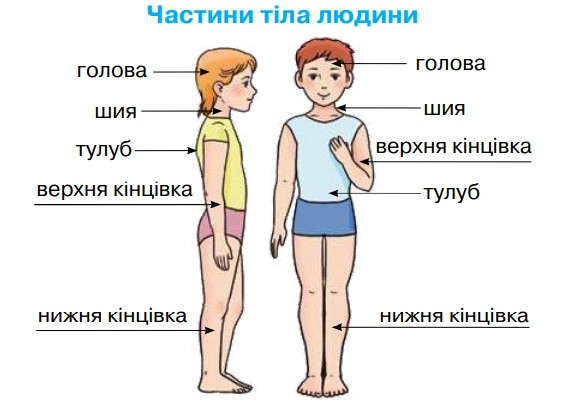 Частини тіла людини
голова
шия
тулуб
верхня кінцівка
нижня кінцівка
голова
шия
верхня кінцівка
тулуб
нижня кінцівка